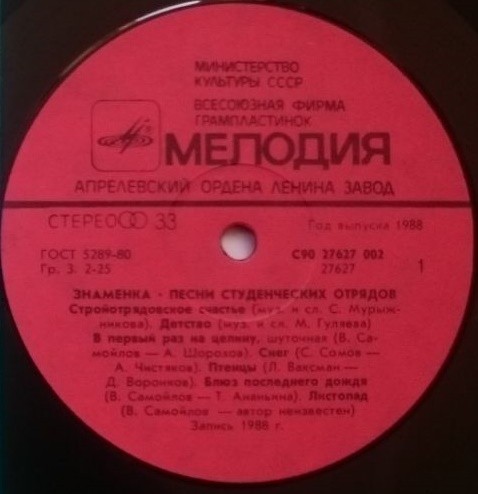 МИНИСТЕРСТВО
КУЛЬТУРЫ СССР
ВСЕСОЮЗНАЯ ФИРМА
ГРАМПЛАСТИНОК
МЕЛОДИЯ
АПРЕЛЕВСКИЙ ОРДЕНА ЛЕНИНА ЗАВОД
СТЕРЕО 33
Год выпуска 1988
ГОСТ 5289-80
С90 27627 002
Гр. 3. 2-25
27627
1
ЗНАМЕНКА - ПЕСНИ СТУДЕНЧЕСКИХ ОТРЯДОВ
Стройотрядовское счастье (муз. и сл. С. Мурыж-
никова). Детство (муз. и сл. М. Гуляева)
В первый раз на целину, шуточная (В. Са-
мойлов — А. Шорохов). Снег (С. Сомов —
А. Чистяков). Птенцы (Л. Ваксман —
Д. Воронков). Блюз последнего дождя
(В. Самойлов — Т. Ананьина). Листопад
(В. Самойлов — автор неизвестен)
Запись 1988 г.